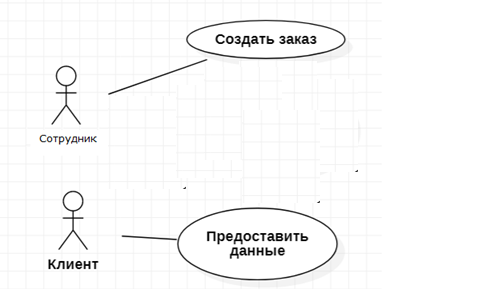 Создать заказ
Сотрудник
Предоставить
данные
Клиент